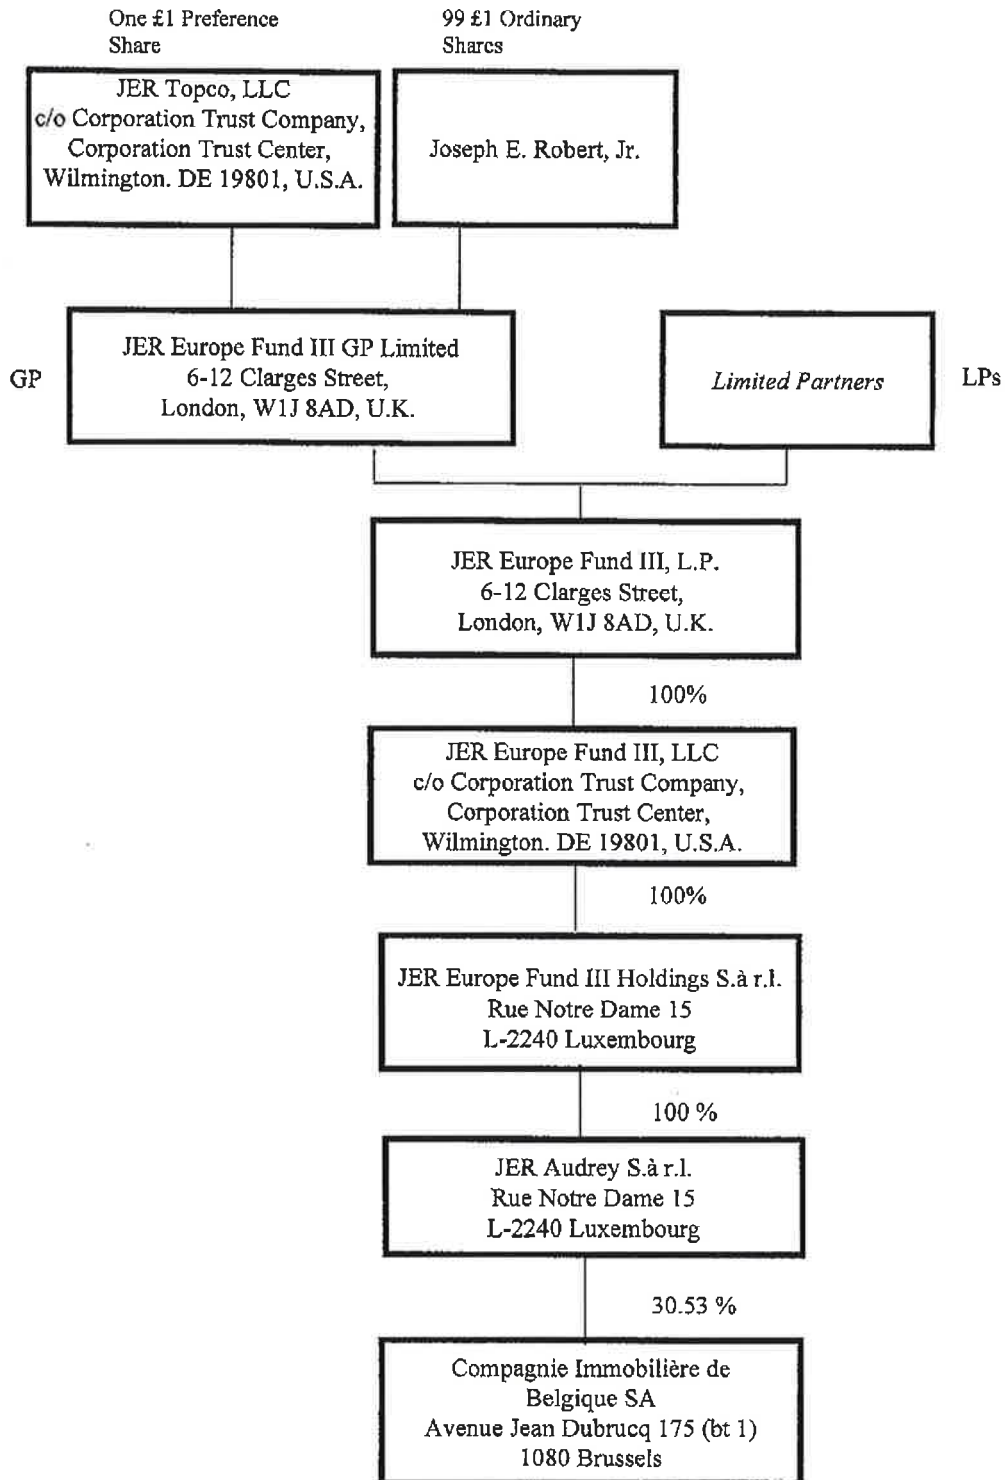 One £1 Preference
Share
99 £1 Ordinary
Shares
JER Topco, LLC
c/o Corporation Trust Company,
Corporation Trust Center,
Wilmington. DE 19801, U.S.A.
Joseph E. Robert, Jr.
GP
JER Europe Fund III GP Limited
6-12 Clarges Street,
London, W1J 8AD, U.K.
Limited Partners
LPs
JER Europe Fund III, L.P.
6-12 Clarges Street,
London, W1J 8AD, U.K.
100%
JER Europe Fund III, LLC
c/o Corporation Trust Company,
Corporation Trust Center,
Wilmington. DE 19801, U.S.A.
100%
JER Europe Fund III Holdings S.à r.l.
Rue Notre Dame 15
L-2240 Luxembourg
100 %
JER Audrey S.à r.l.
Rue Notre Dame 15
L-2240 Luxembourg
30.53 %
Compagnie Immobilière de
Belgique SA
Avenue Jean Dubrucq 175 (bt 1)
1080 Brussels